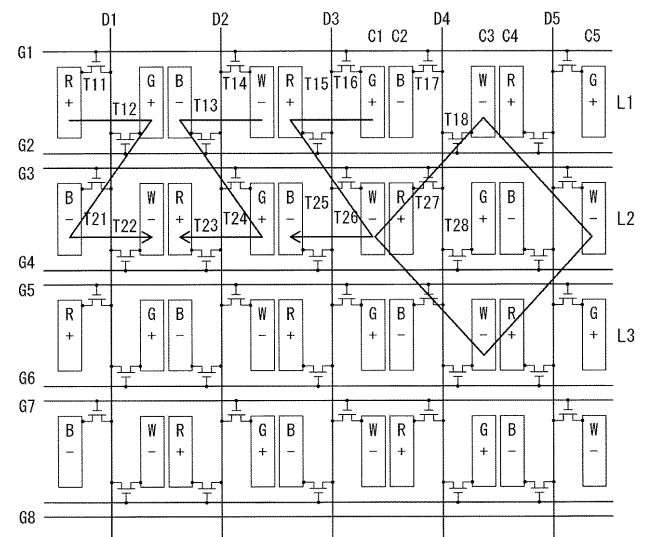 D1 D2 D3 D4 D5
C1 C2 C3 C4 C5
G1
R G B W R G B W R G
+ + - - + + - - + +
T11 T12 T13 T14 T15 T16 T17 T18
L1
G2
G3
B W R G B W R G B W
- - + + - - + + - -
T21 T22 T23 T24 T25 T26 T27 T28
L2
G4
G5
R G B W R G B W R G
+ + - - + + - - + +
L3
G6
G7
B W R G B W R G B W
- - + + - - + + - -
G8